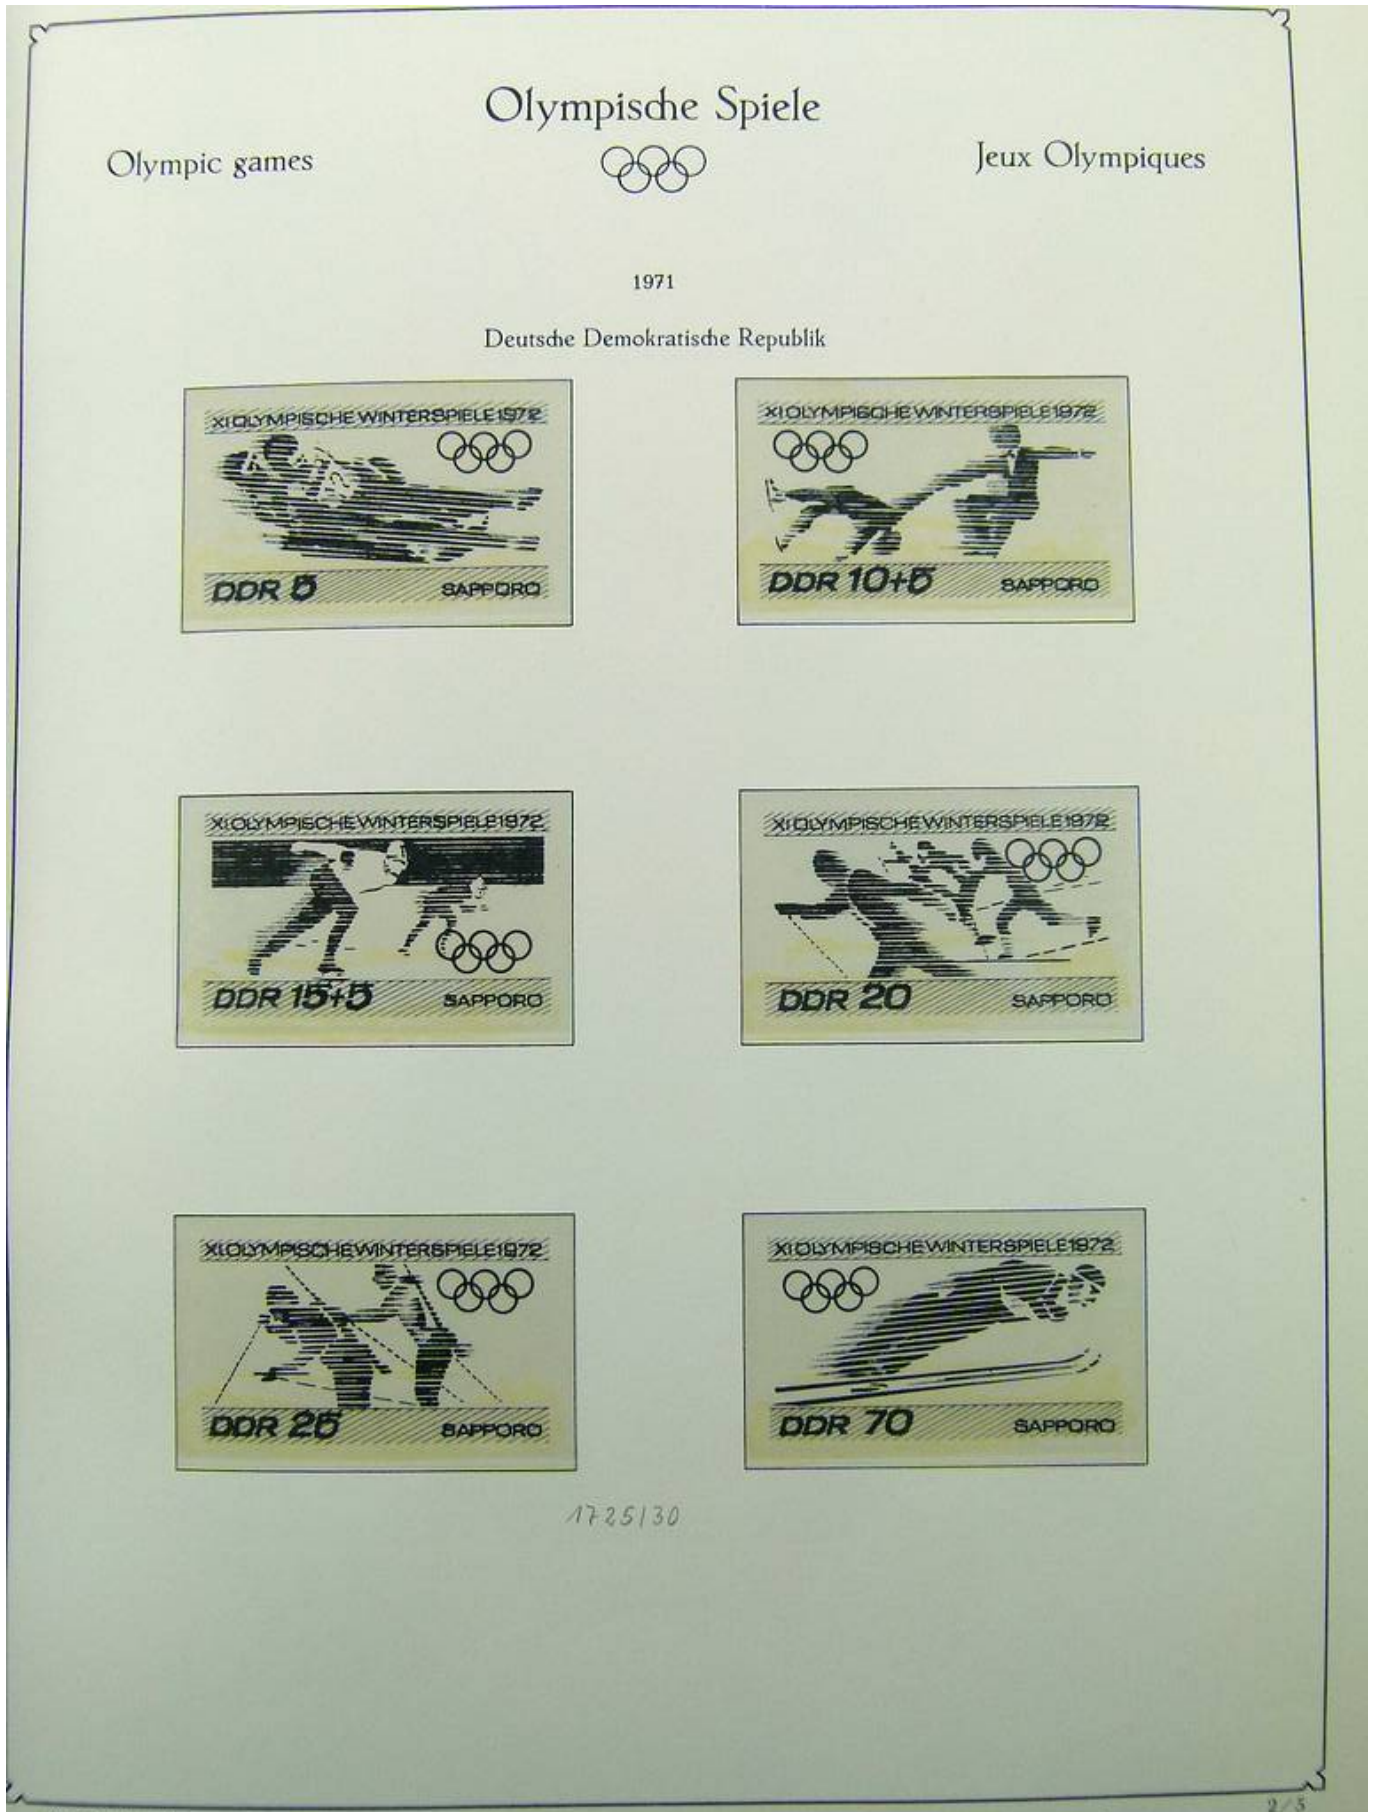 Olympische Spiele
Olympic games
Jeux Olympiques
1971
Deutsche Demokratische Republik
XI OLYMPISCHE WINTERSPIELE 1972
DDR 5 SAPPORO
XI OLYMPISCHE WINTERSPIELE 1972
DDR 10+5 SAPPORO
XI OLYMPISCHE WINTERSPIELE 1972
DDR 15+5 SAPPORO
XI OLYMPISCHE WINTERSPIELE 1972
DDR 20 SAPPORO
XI OLYMPISCHE WINTERSPIELE 1972
DDR 25 SAPPORO
XI OLYMPISCHE WINTERSPIELE 1972
DDR 70 SAPPORO
1725/30